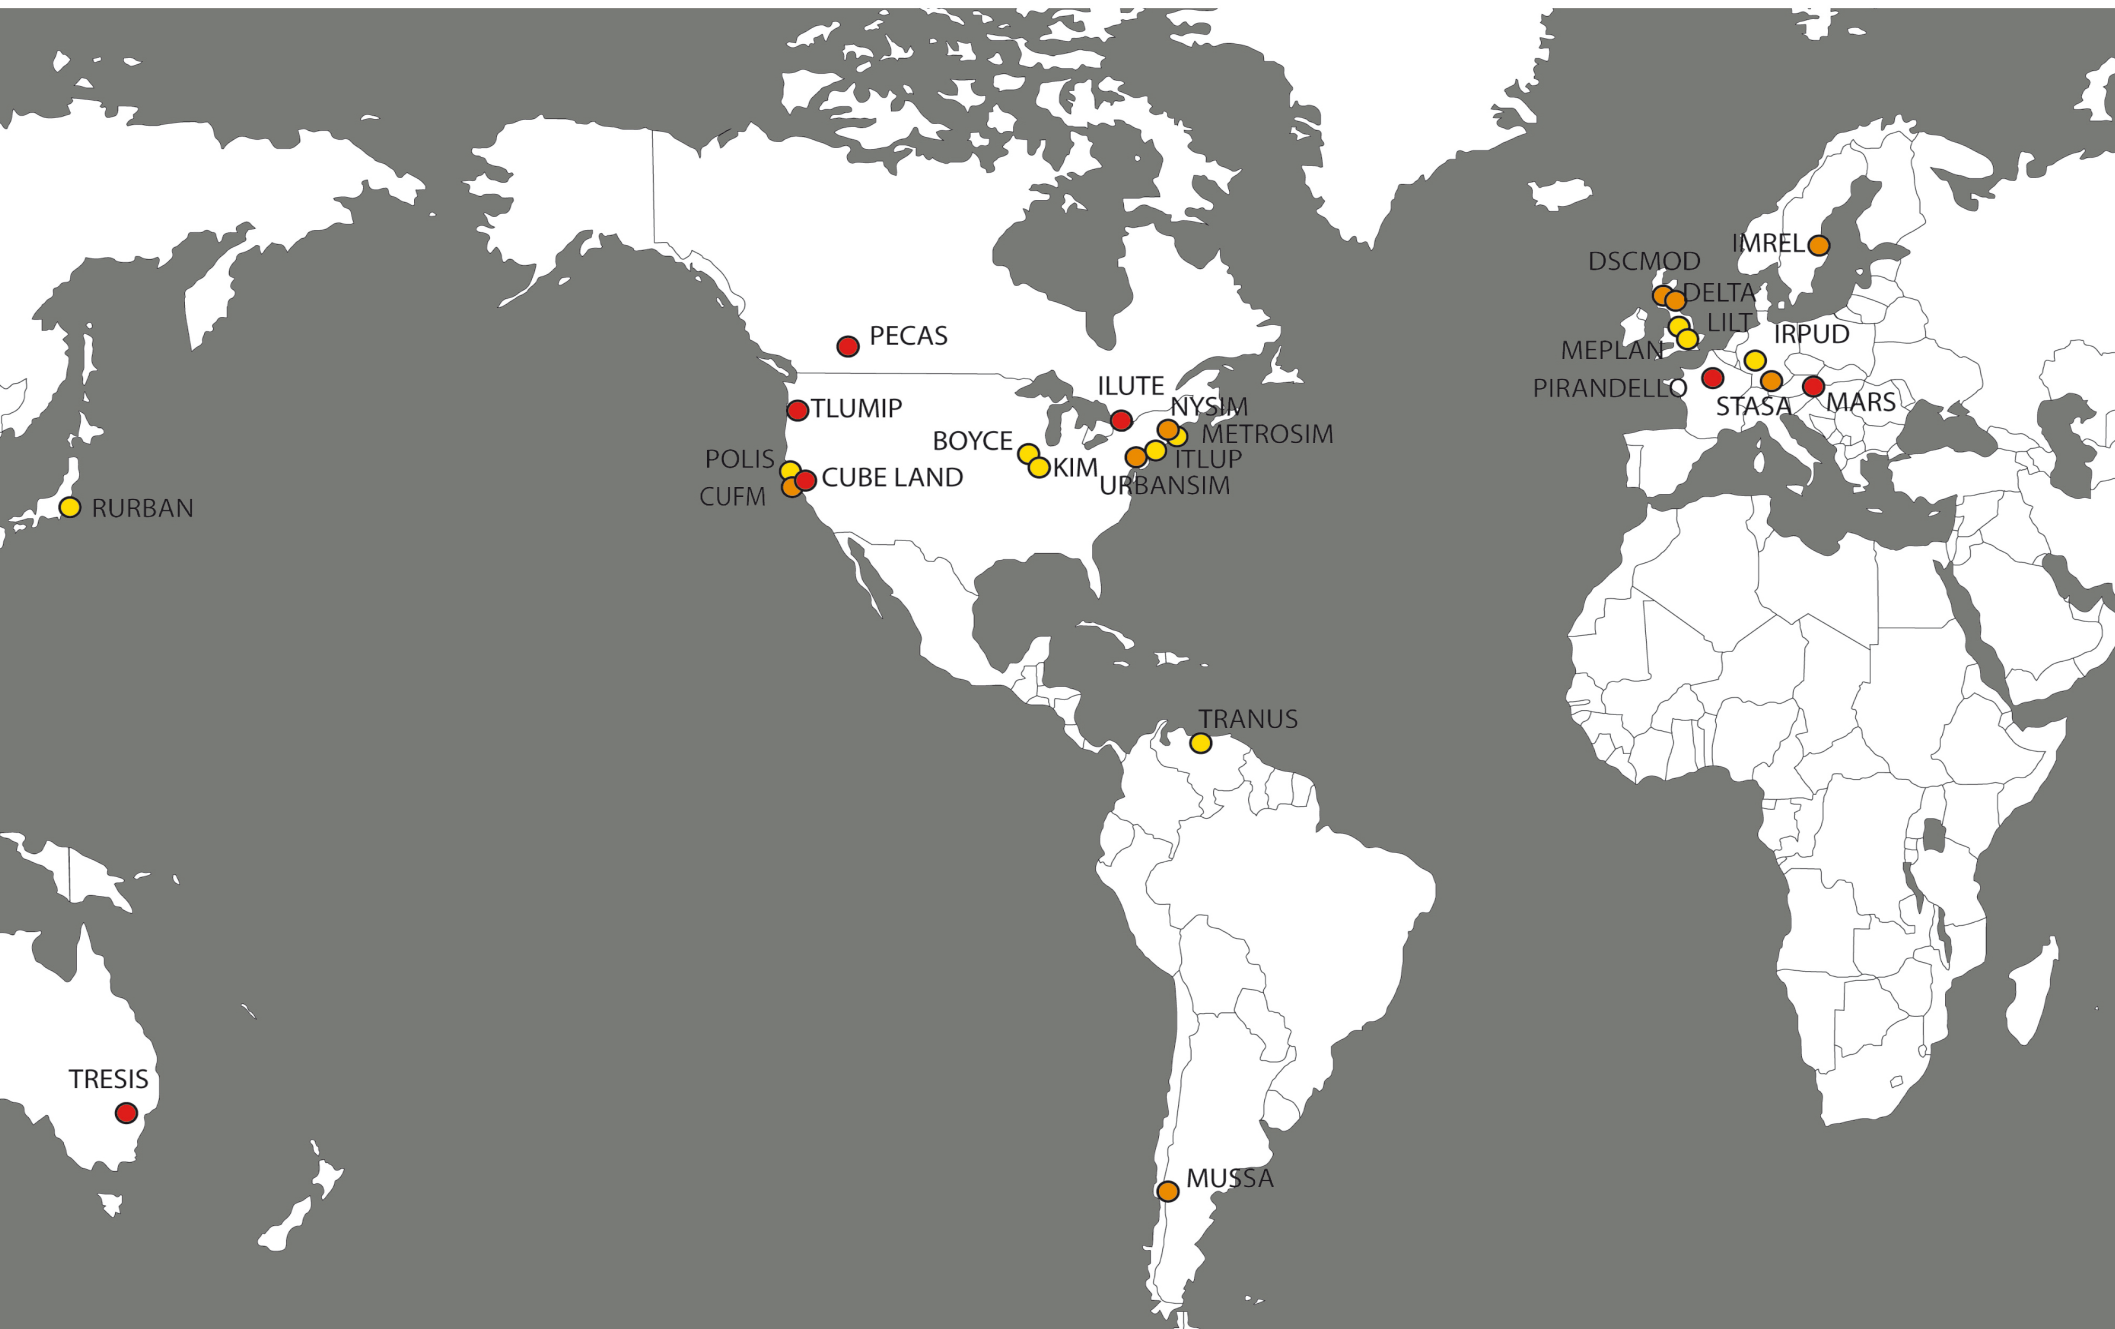 IMREL
DSCMOD
DELTA
LILT
IRPUD
PECAS
MEPLAN
ILUTE
PIRANDELLO
NYSIM
STASA
MARS
TLUMIP
METROSIM
BOYCE
POLIS
ITLUP
KIM
CUBE LAND
URBANSIM
CUFM
RURBAN
TRANUS
TRESIS
MUSSA